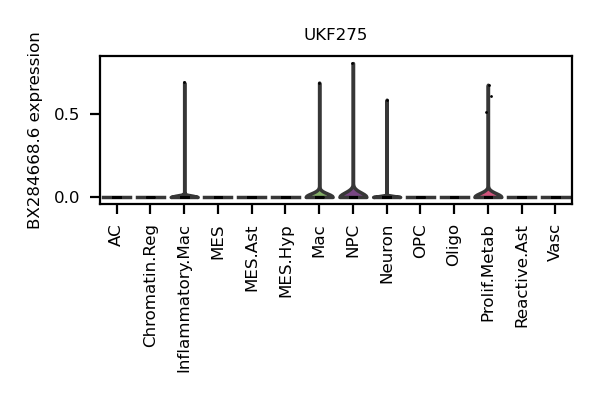 UKF275
BX284668.6 expression
0.5
0.0
AC
Chromatin.Reg
Inflammatory.Mac
MES
MES.Ast
MES.Hyp
Mac
NPC
Neuron
OPC
Oligo
Prolif.Metab
Reactive.Ast
Vasc